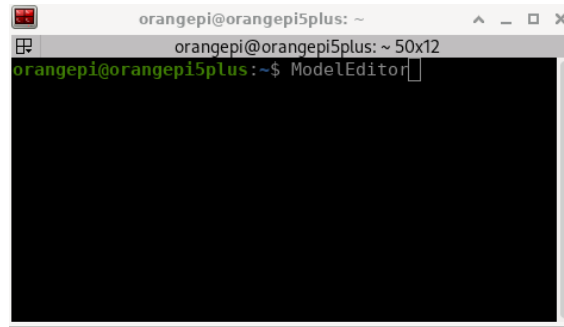 orangepi@orangepi5plus: ~
orangepi@orangepi5plus: ~ 50x12
orangepi@orangepi5plus:~$ ModelEditor